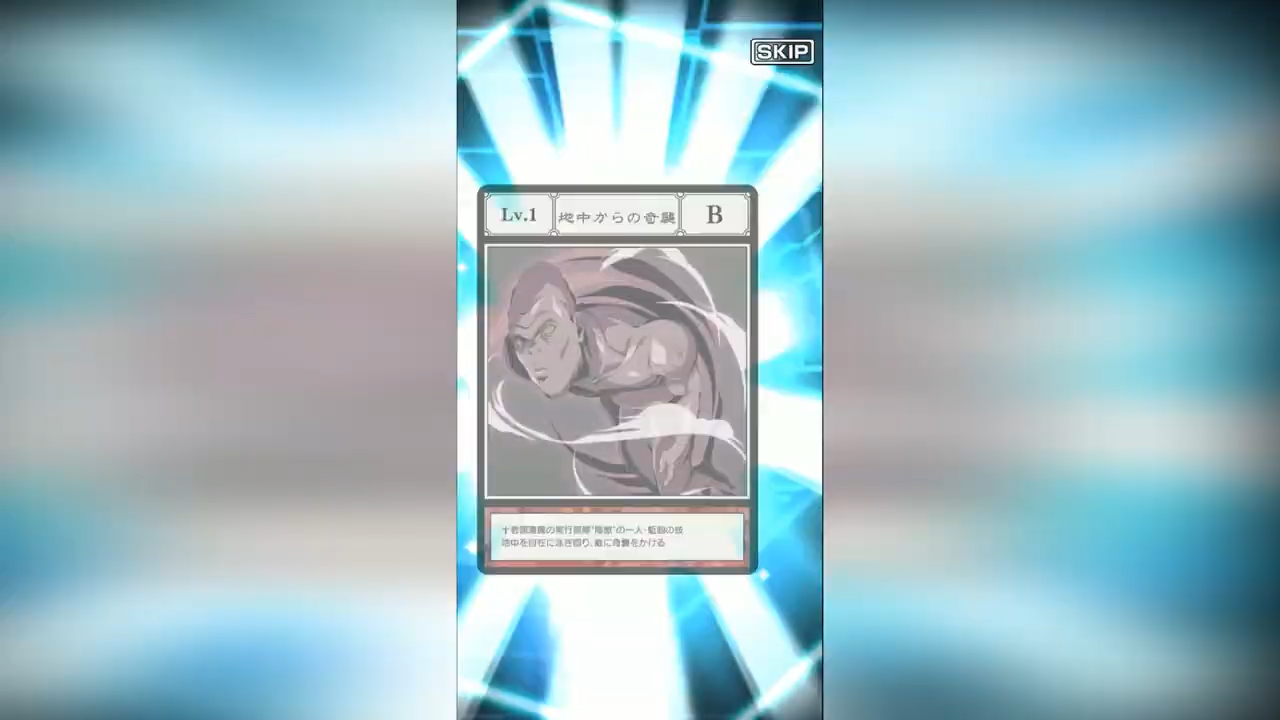 SKIP
Lv.1
地中からの奇襲
B
十老頭直属の実行部隊"陰獣"の一人・蚯蚓の技
地中を自在に泳ぎ回り、敵に奇襲をかける